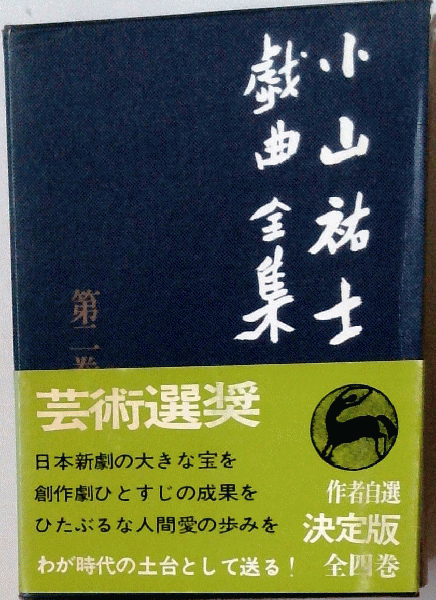 小山祐士
戯曲全集
第二巻
芸術選奨
日本新劇の大きな宝を
創作劇ひとすじの成果を
ひたぶるな人間愛の歩みを
わが時代の土台として送る!
作者自選
決定版
全四巻